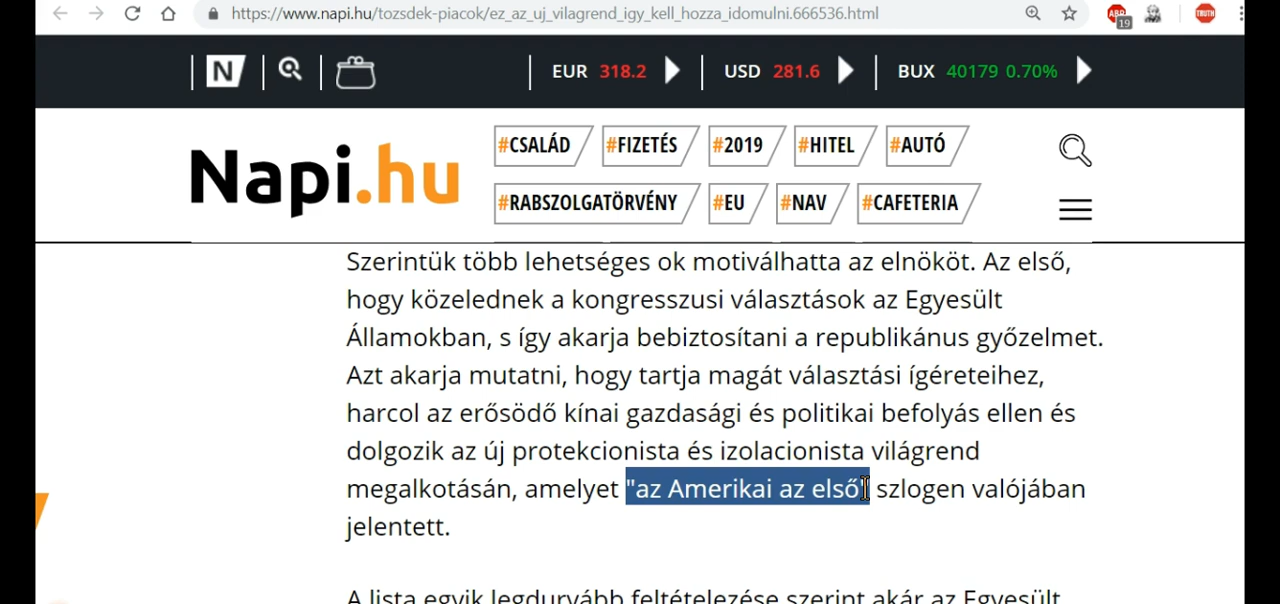 https://www.napi.hu/tozsdek-piacok/ez_az_uj_vilagrend_igy_kell_hozza_idomulni.666536.html
ABP
19
TRUTH
N
EUR 318.2
USD 281.6
BUX 40179 0.70%
Napi.hu
#CSALÁD #FIZETÉS #2019 #HITEL #AUTÓ
#RABSZOLGATÖRVÉNY #EU #NAV #CAFETERIA
Szerintük több lehetséges ok motiválhatta az elnököt. Az első,
hogy közelednek a kongresszusi választások az Egyesült
Államokban, s így akarja bebiztosítani a republikánus győzelmet.
Azt akarja mutatni, hogy tartja magát választási ígéreteihez,
harcol az erősödő kínai gazdasági és politikai befolyás ellen és
dolgozik az új protekcionista és izolacionista világrend
megalkotásán, amelyet "az Amerikai az első" szlogen valójában
jelentett.
A lista egyik legdurvább feltételezése szerint akár az Egyesült